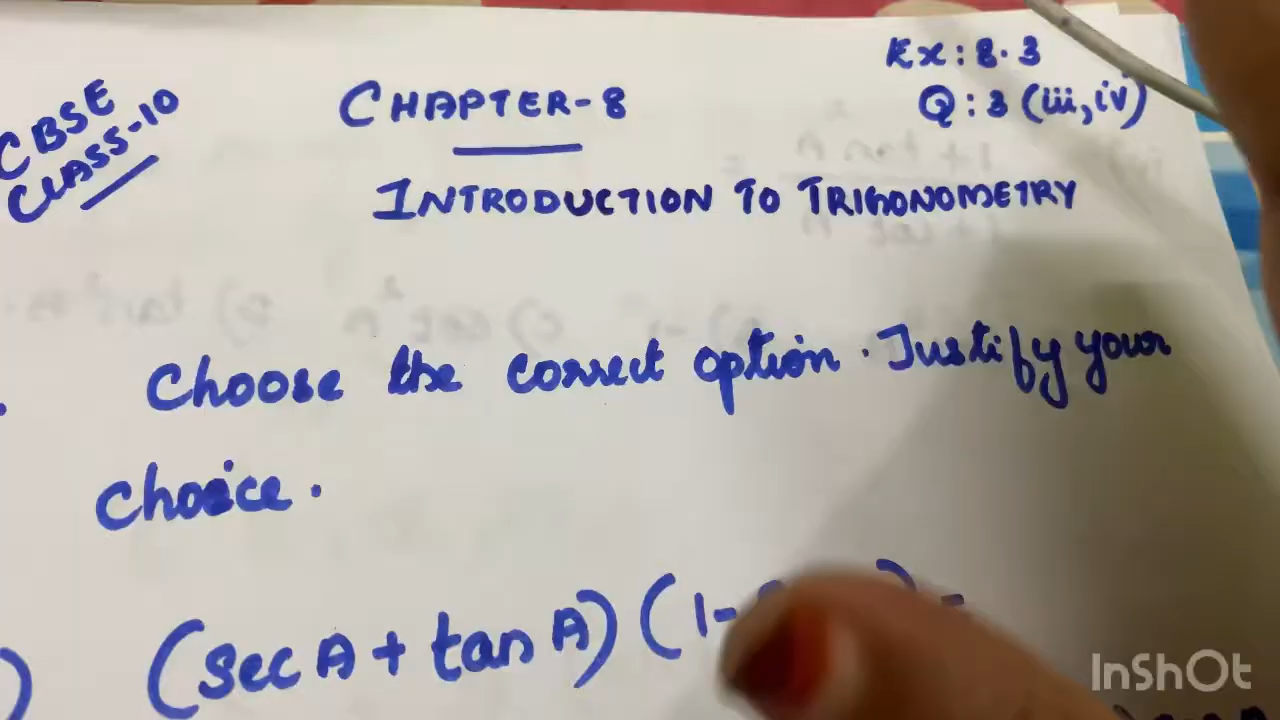 CBSE
CLASS-10
CHAPTER-8
Ex: 8.3
Q: 3 (iii, iv)
INTRODUCTION TO TRIGONOMETRY
Choose the correct option. Justify your
choice.
(sec A + tan A) (1-
InShOt